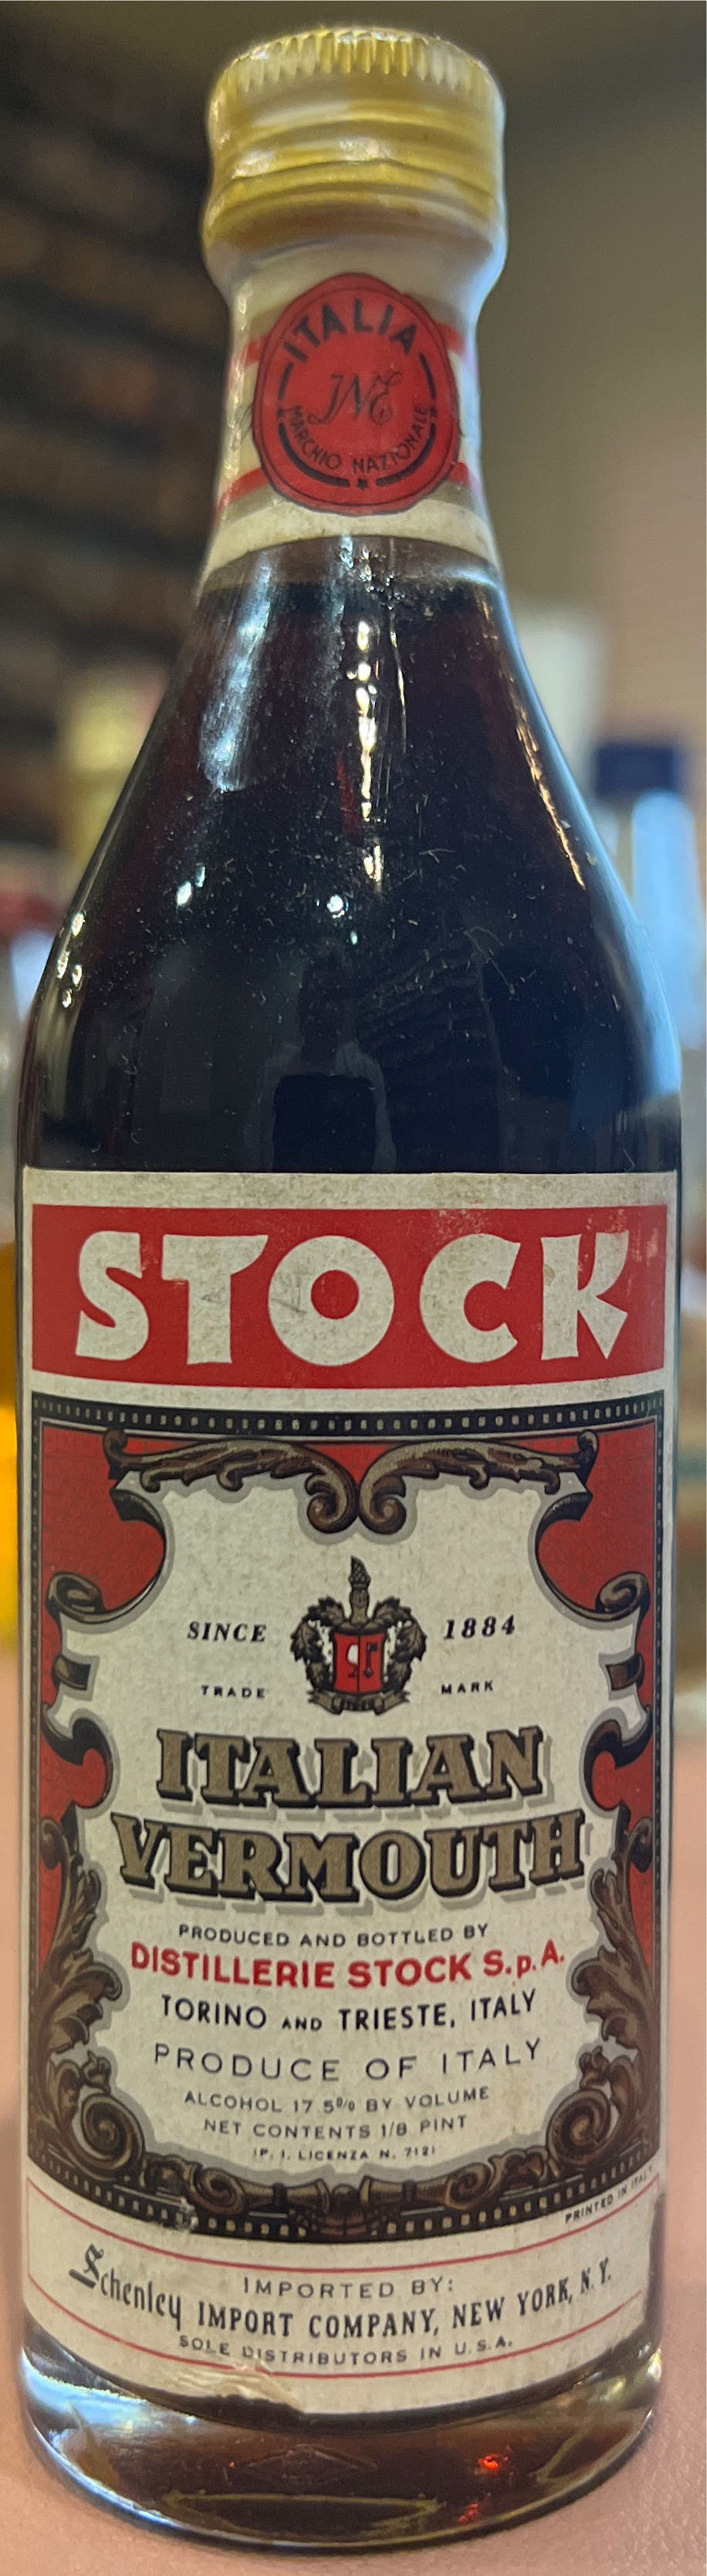 ITALIA
INE
MARCHIO NAZIONALE
STOCK
SINCE 1884
TRADE MARK
ITALIAN
VERMOUTH
PRODUCED AND BOTTLED BY
DISTILLERIE STOCK S.p.A.
TORINO AND TRIESTE, ITALY
PRODUCE OF ITALY
ALCOHOL 17.5% BY VOLUME
NET CONTENTS 1/8 PINT
(P. I. LICENZA N. 712)
PRINTED IN ITALY
IMPORTED BY:
Schenley IMPORT COMPANY, NEW YORK, N.Y.
SOLE DISTRIBUTORS IN U.S.A.